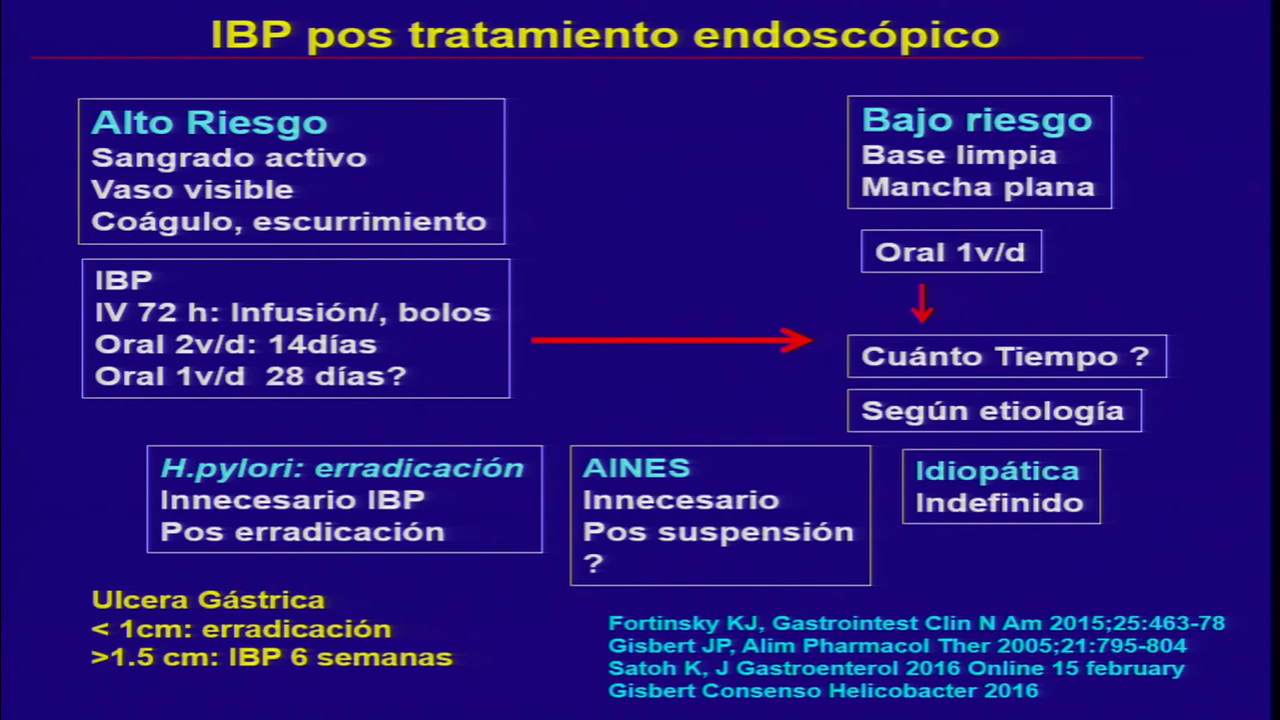 IBP pos tratamiento endoscópico
Alto Riesgo
Sangrado activo
Vaso visible
Coágulo, escurrimiento
Bajo riesgo
Base limpia
Mancha plana
Oral 1v/d
IBP
IV 72 h: Infusión/, bolos
Oral 2v/d: 14días
Oral 1v/d 28 días?
Cuánto Tiempo ?
Según etiología
H.pylori: erradicación
Innecesario IBP
Pos erradicación
AINES
Innecesario
Pos suspensión
?
Idiopática
Indefinido
Ulcera Gástrica
< 1cm: erradicación
>1.5 cm: IBP 6 semanas
Fortinsky KJ, Gastrointest Clin N Am 2015;25:463-78
Gisbert JP, Alim Pharmacol Ther 2005;21:795-804
Satoh K, J Gastroenterol 2016 Online 15 february
Gisbert Consenso Helicobacter 2016